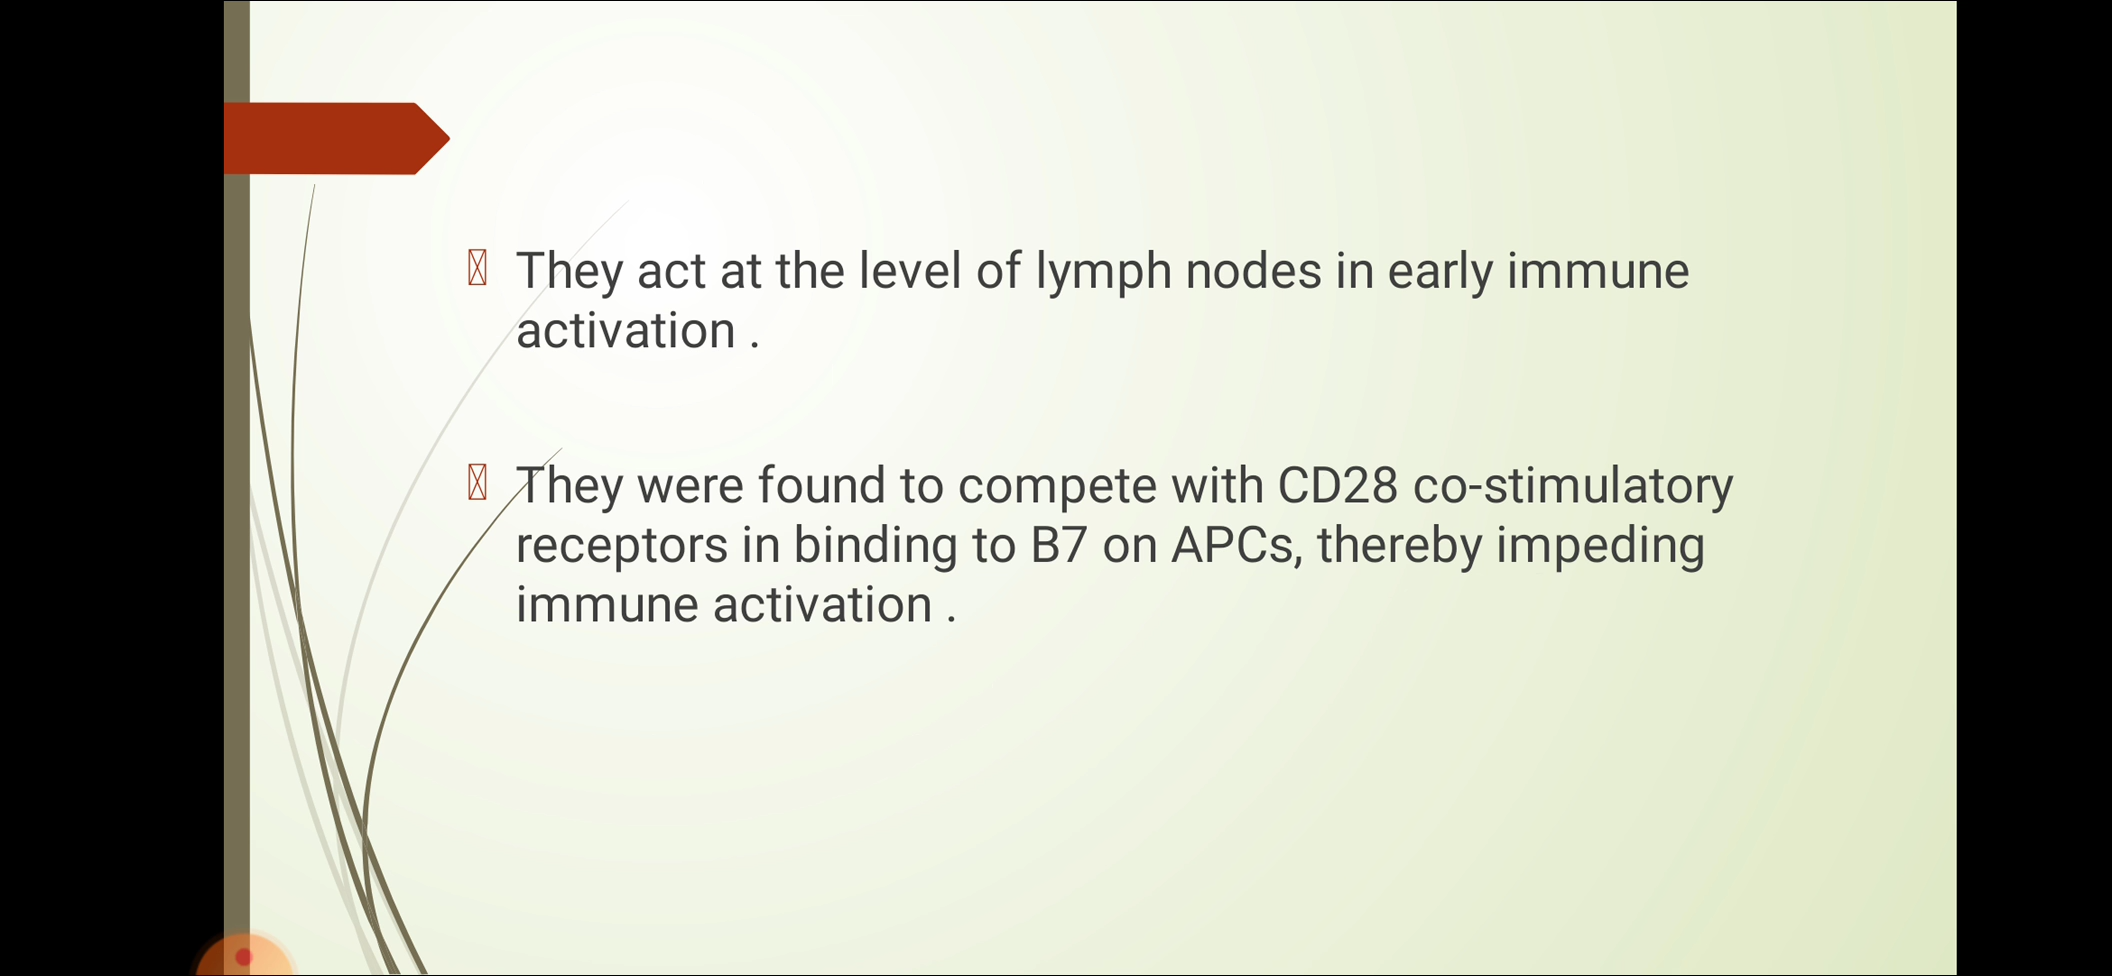 They act at the level of lymph nodes in early immune
activation .
They were found to compete with CD28 co-stimulatory
receptors in binding to B7 on APCs, thereby impeding
immune activation .